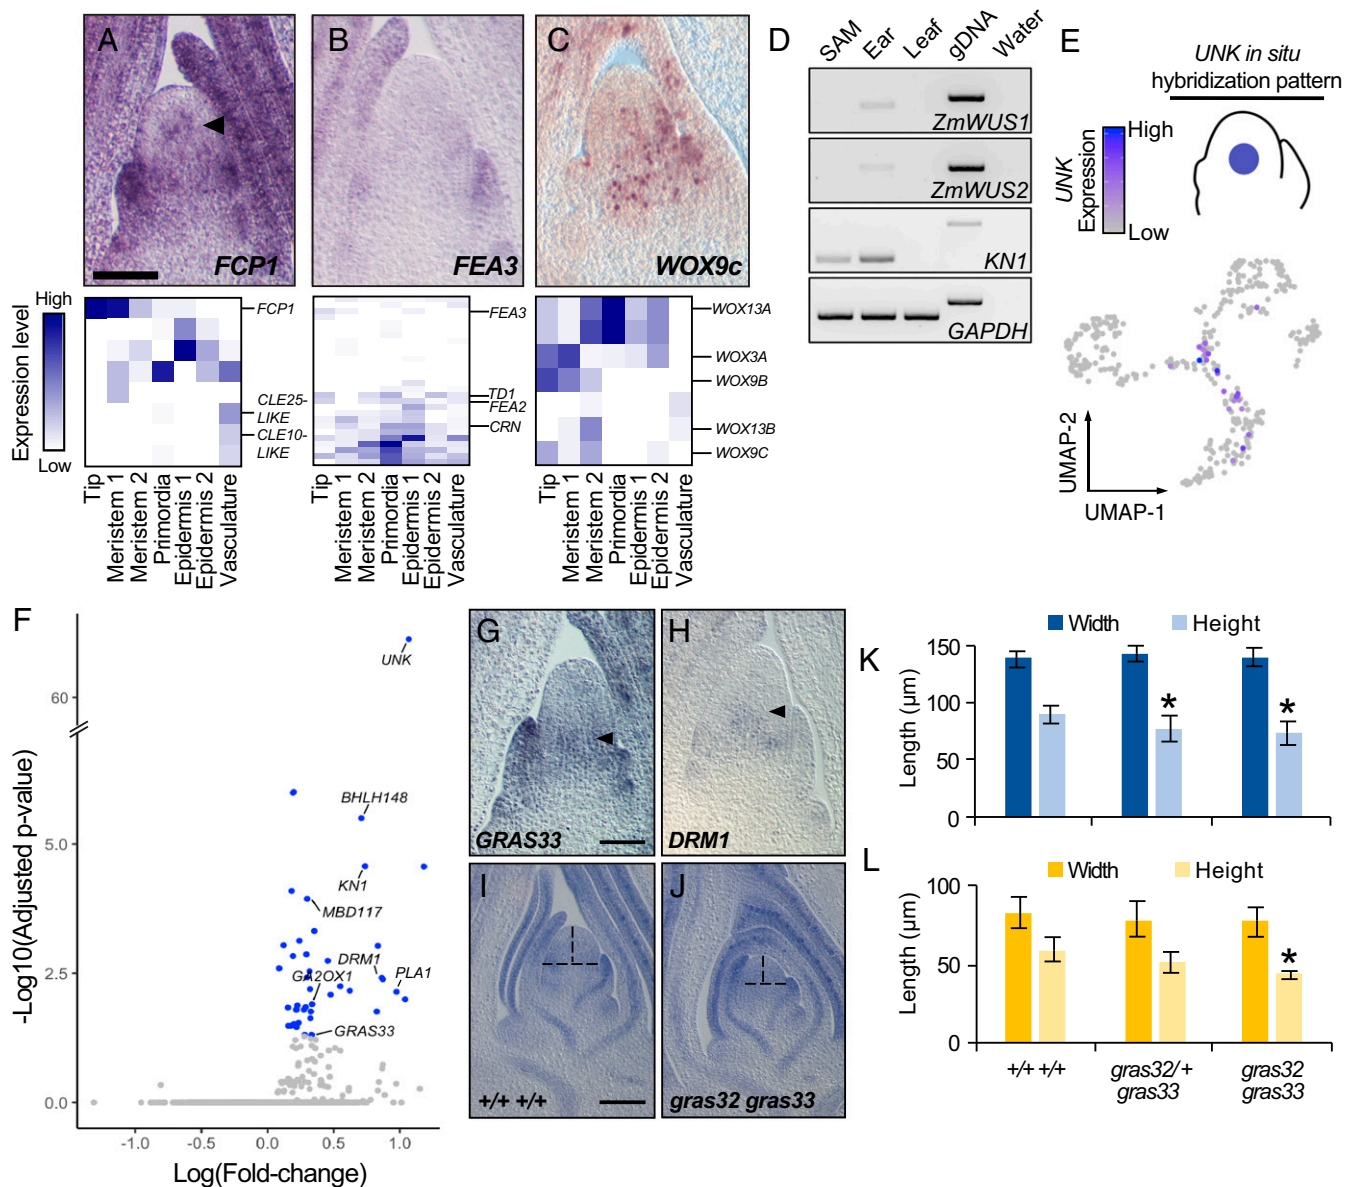 A
FCP1
B
FEA3
C
WOX9c
High
Expression level
Low
FCP1
CLE25-
LIKE
CLE10-
LIKE
Tip
Meristem 1
Meristem 2
Primordia
Epidermis 1
Epidermis 2
Vasculature
FEA3
TD1
FEA2
CRN
Tip
Meristem 1
Meristem 2
Primordia
Epidermis 1
Epidermis 2
Vasculature
WOX13A
WOX3A
WOX9B
WOX13B
WOX9C
Tip
Meristem 1
Meristem 2
Primordia
Epidermis 1
Epidermis 2
Vasculature
D
SAM
Ear
Leaf
gDNA
Water
ZmWUS1
ZmWUS2
KN1
GAPDH
E
UNK in situ
hybridization pattern
UNK
Expression
High
Low
UMAP-2
UMAP-1
F
-Log10(Adjusted p-value)
60
5.0
2.5
0.0
UNK
BHLH148
KN1
MBD117
DRM1
GA2OX1
PLA1
GRAS33
-1.0
-0.5
0.0
0.5
1.0
Log(Fold-change)
G
GRAS33
H
DRM1
I
+/+ +/+
J
gras32 gras33
K
Width
Height
Length (µm)
150
100
50
0
*
*
L
Width
Height
Length (µm)
100
50
0
*
+/+ +/+
gras32/+
gras33
gras32
gras33